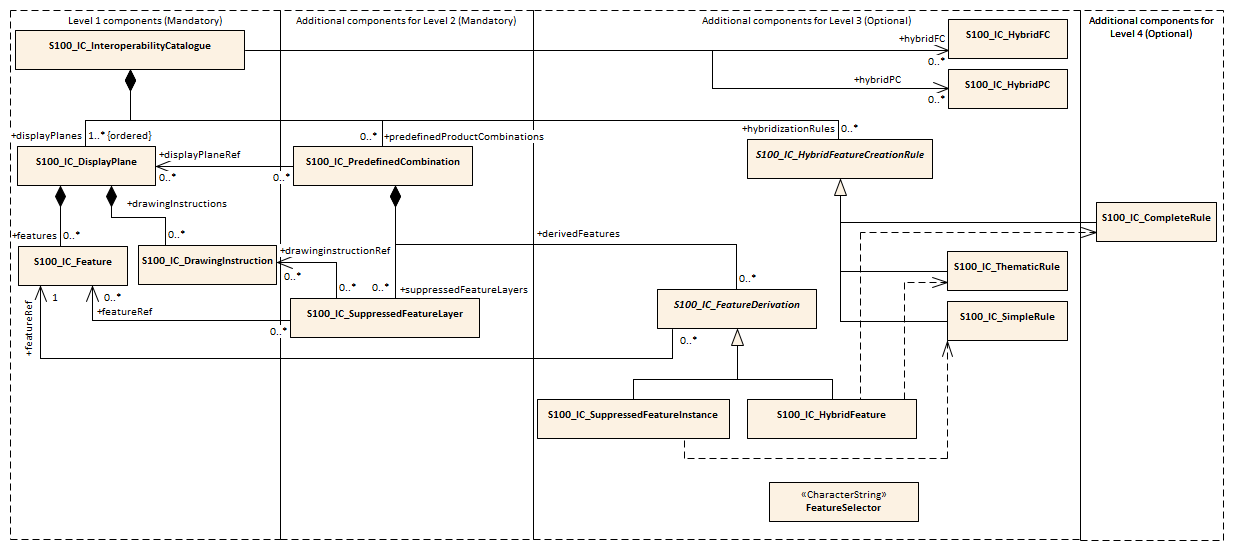 Level 1 components (Mandatory)
Additional components for Level 2 (Mandatory)
Additional components for Level 3 (Optional)
Additional components for
Level 4 (Optional)
S100_IC_InteroperabilityCatalogue
+hybridFC
0..*
S100_IC_HybridFC
+hybridPC
0..*
S100_IC_HybridPC
+displayPlanes
1..* {ordered}
0..*
+predefinedProductCombinations
+hybridizationRules
0..*
S100_IC_DisplayPlane
+displayPlaneRef
0..*
0..*
S100_IC_PredefinedCombination
S100_IC_HybridFeatureCreationRule
+drawingInstructions
S100_IC_CompleteRule
+features
0..*
0..*
+derivedFeatures
S100_IC_Feature
S100_IC_DrawingInstruction
+drawinginstructionRef
0..*
0..*
0..*
+suppressedFeatureLayers
0..*
S100_IC_ThematicRule
+featureRef
1
0..*
+featureRef
0..*
S100_IC_SuppressedFeatureLayer
S100_IC_FeatureDerivation
0..*
S100_IC_SimpleRule
S100_IC_SuppressedFeatureInstance
S100_IC_HybridFeature
«CharacterString»
FeatureSelector